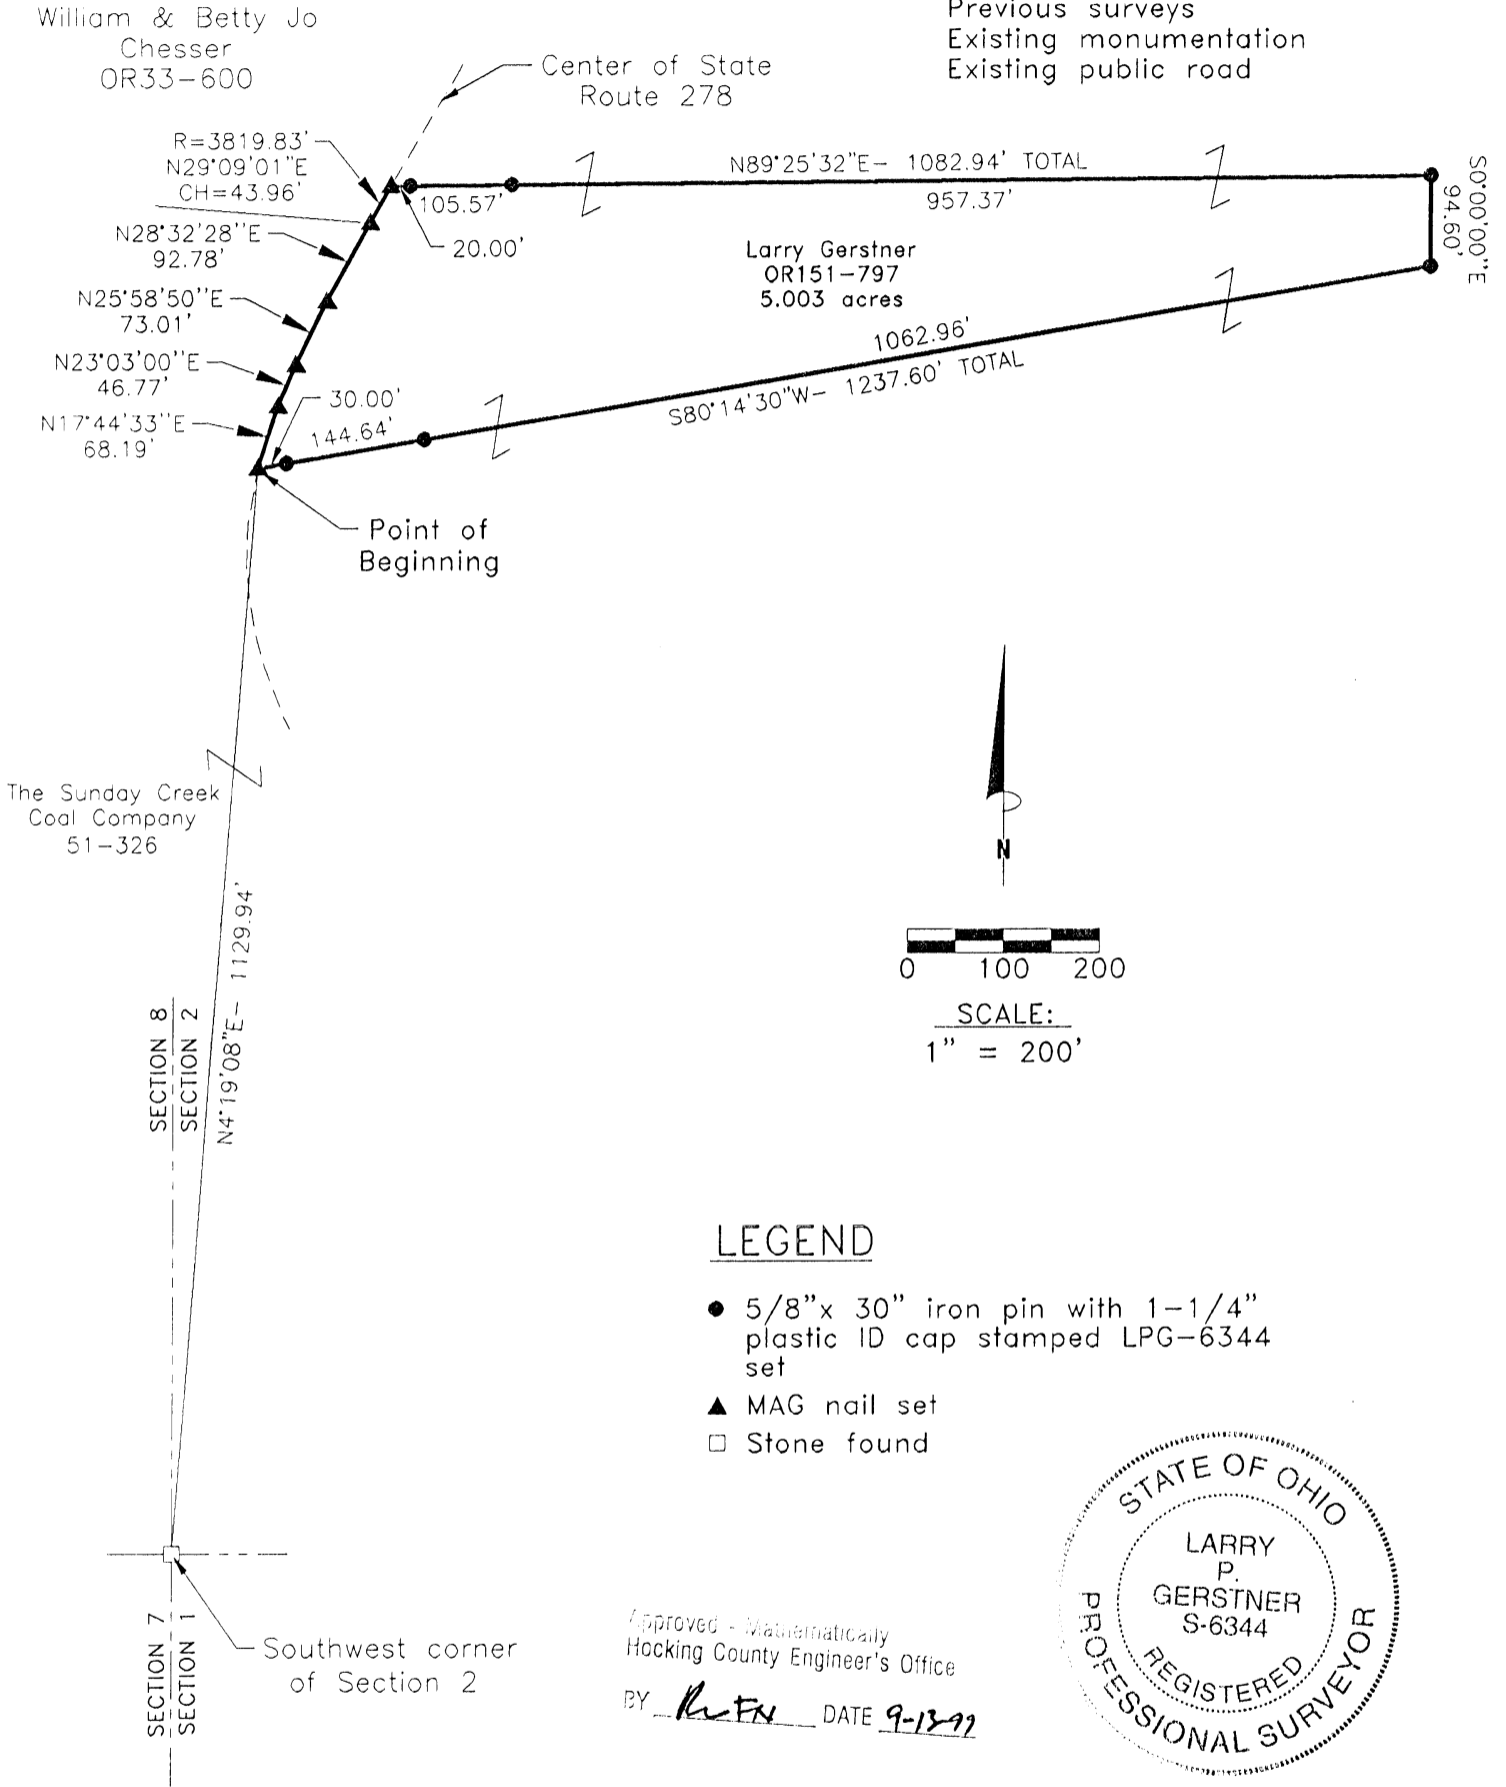 William & Betty Jo
Chesser
OR33-600
Previous surveys
Existing monumentation
Existing public road
Center of State
Route 278
R=3819.83'
N29°09'01"E
CH=43.96'
N28°32'28"E
92.78'
N25°58'50"E
73.01'
N23°03'00"E
46.77'
N17°44'33"E
68.19'
N89°25'32"E- 1082.94' TOTAL
105.57'
957.37'
20.00'
S0°00'00"E
94.60'
Larry Gerstner
OR151-797
5.003 acres
1062.96'
S80°14'30"W- 1237.60' TOTAL
30.00'
144.64'
Point of
Beginning
The Sunday Creek
Coal Company
51-326
N4°19'08"E- 1129.94'
SECTION 8
SECTION 2
N
0 100 200
SCALE:
1" = 200'
LEGEND
5/8"x 30" iron pin with 1-1/4"
plastic ID cap stamped LPG-6344
set
MAG nail set
Stone found
SECTION 7
SECTION 1
Southwest corner
of Section 2
Approved - Mathematically
Hocking County Engineer's Office
BY DATE 9-13-99
STATE OF OHIO
LARRY
P.
GERSTNER
S-6344
REGISTERED
PROFESSIONAL SURVEYOR